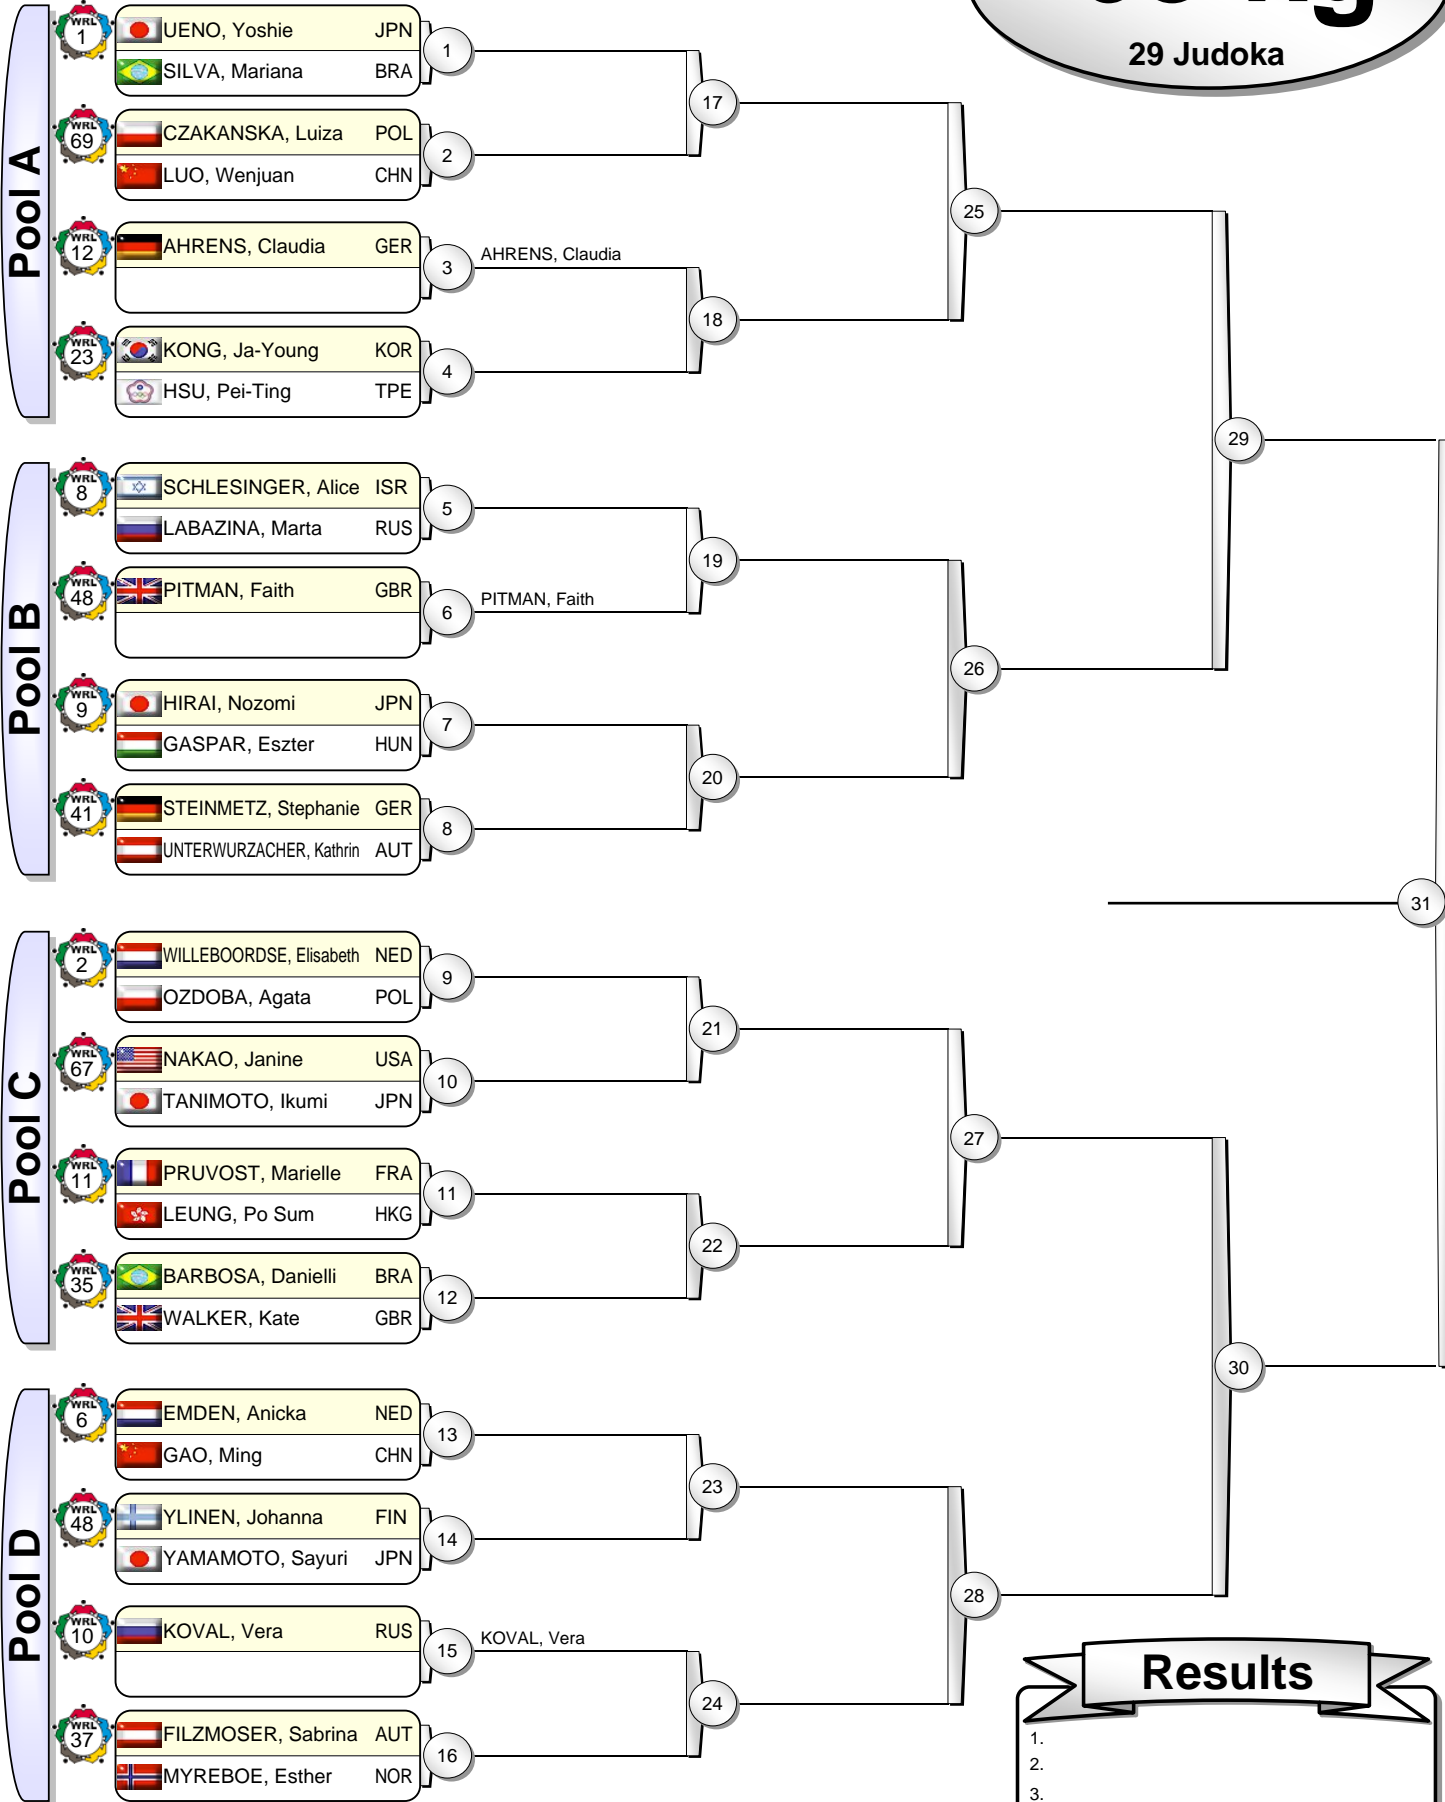 29 Judoka
Pool A
WRL 1
UENO, Yoshie JPN
SILVA, Mariana BRA
1
WRL 69
CZAKANSKA, Luiza POL
LUO, Wenjuan CHN
2
17
WRL 12
AHRENS, Claudia GER
3
AHRENS, Claudia
WRL 23
KONG, Ja-Young KOR
HSU, Pei-Ting TPE
4
18
25
Pool B
WRL 8
SCHLESINGER, Alice ISR
LABAZINA, Marta RUS
5
WRL 48
PITMAN, Faith GBR
6
PITMAN, Faith
19
WRL 9
HIRAI, Nozomi JPN
GASPAR, Eszter HUN
7
WRL 41
STEINMETZ, Stephanie GER
UNTERWURZACHER, Kathrin AUT
8
20
26
29
31
Pool C
WRL 2
WILLEBOORDSE, Elisabeth NED
OZDOBA, Agata POL
9
WRL 67
NAKAO, Janine USA
TANIMOTO, Ikumi JPN
10
21
WRL 11
PRUVOST, Marielle FRA
LEUNG, Po Sum HKG
11
WRL 35
BARBOSA, Danielli BRA
WALKER, Kate GBR
12
22
27
Pool D
WRL 6
EMDEN, Anicka NED
GAO, Ming CHN
13
WRL 48
YLINEN, Johanna FIN
YAMAMOTO, Sayuri JPN
14
23
WRL 10
KOVAL, Vera RUS
15
KOVAL, Vera
WRL 37
FILZMOSER, Sabrina AUT
MYREBOE, Esther NOR
16
24
28
30
Results
1.
2.
3.